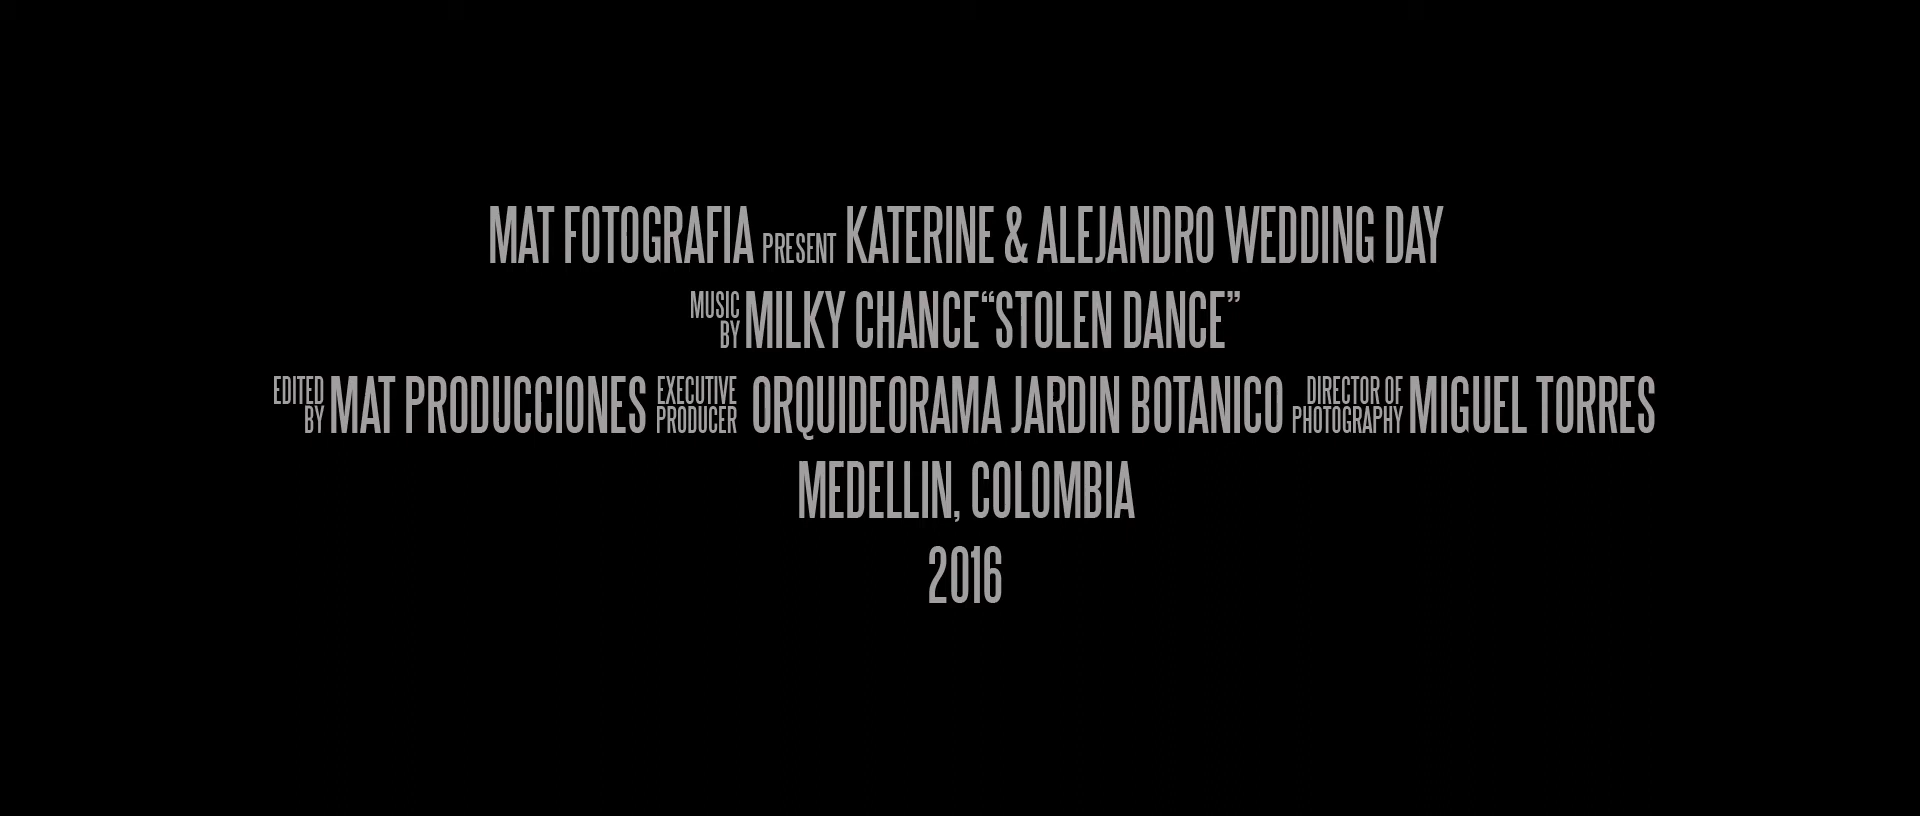 MAT FOTOGRAFIA PRESENT KATERINE & ALEJANDRO WEDDING DAY
MUSIC BY MILKY CHANCE “STOLEN DANCE”
EDITED BY MAT PRODUCCIONES EXECUTIVE PRODUCER ORQUIDEORAMA JARDIN BOTANICO DIRECTOR OF PHOTOGRAPHY MIGUEL TORRES
MEDELLIN, COLOMBIA
2016